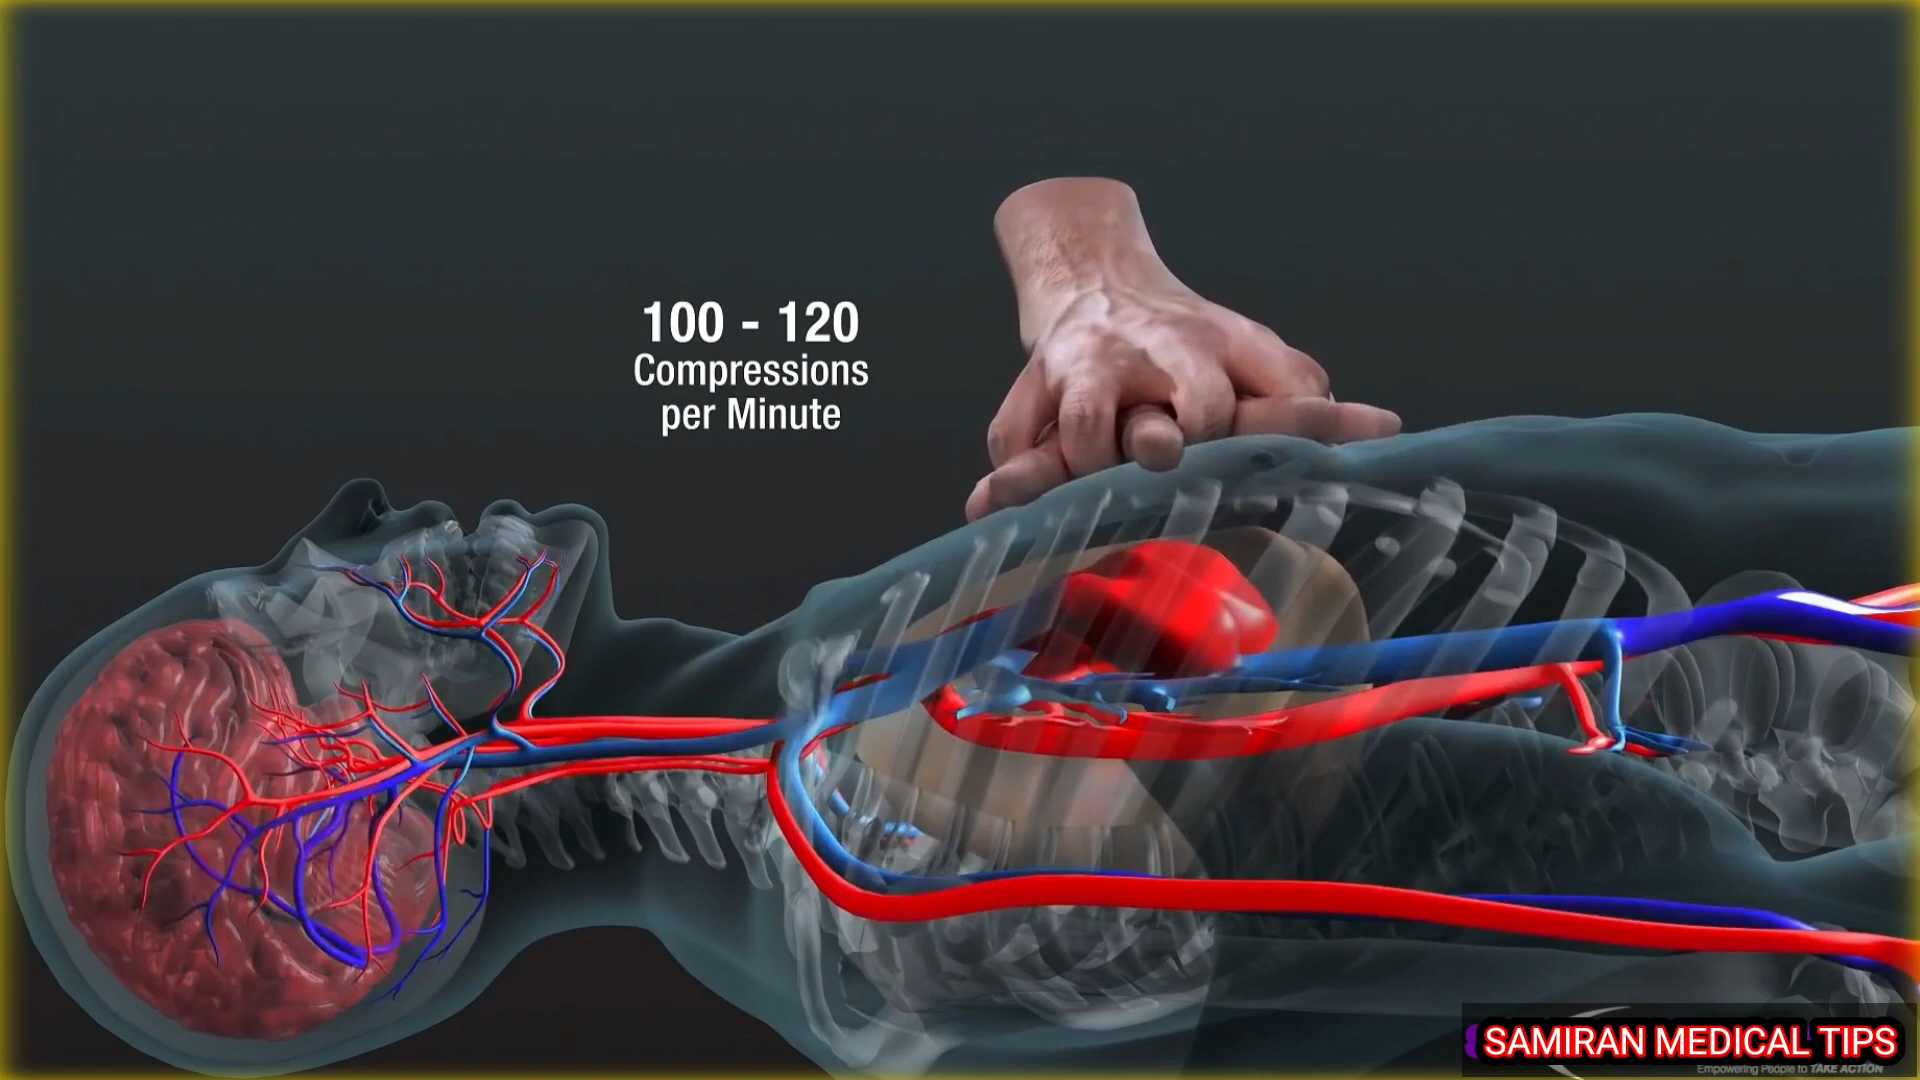 100 - 120
Compressions
per Minute
SAMIRAN MEDICAL TIPS
Empowering People to TAKE ACTION